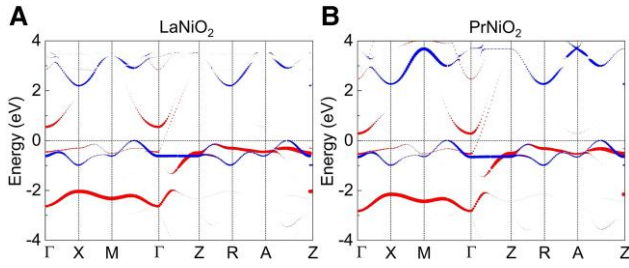 A
LaNiO₂
Energy (eV)
4
2
0
-2
-4
Γ X M Γ Z R A Z
B
PrNiO₂
Energy (eV)
4
2
0
-2
-4
Γ X M Γ Z R A Z